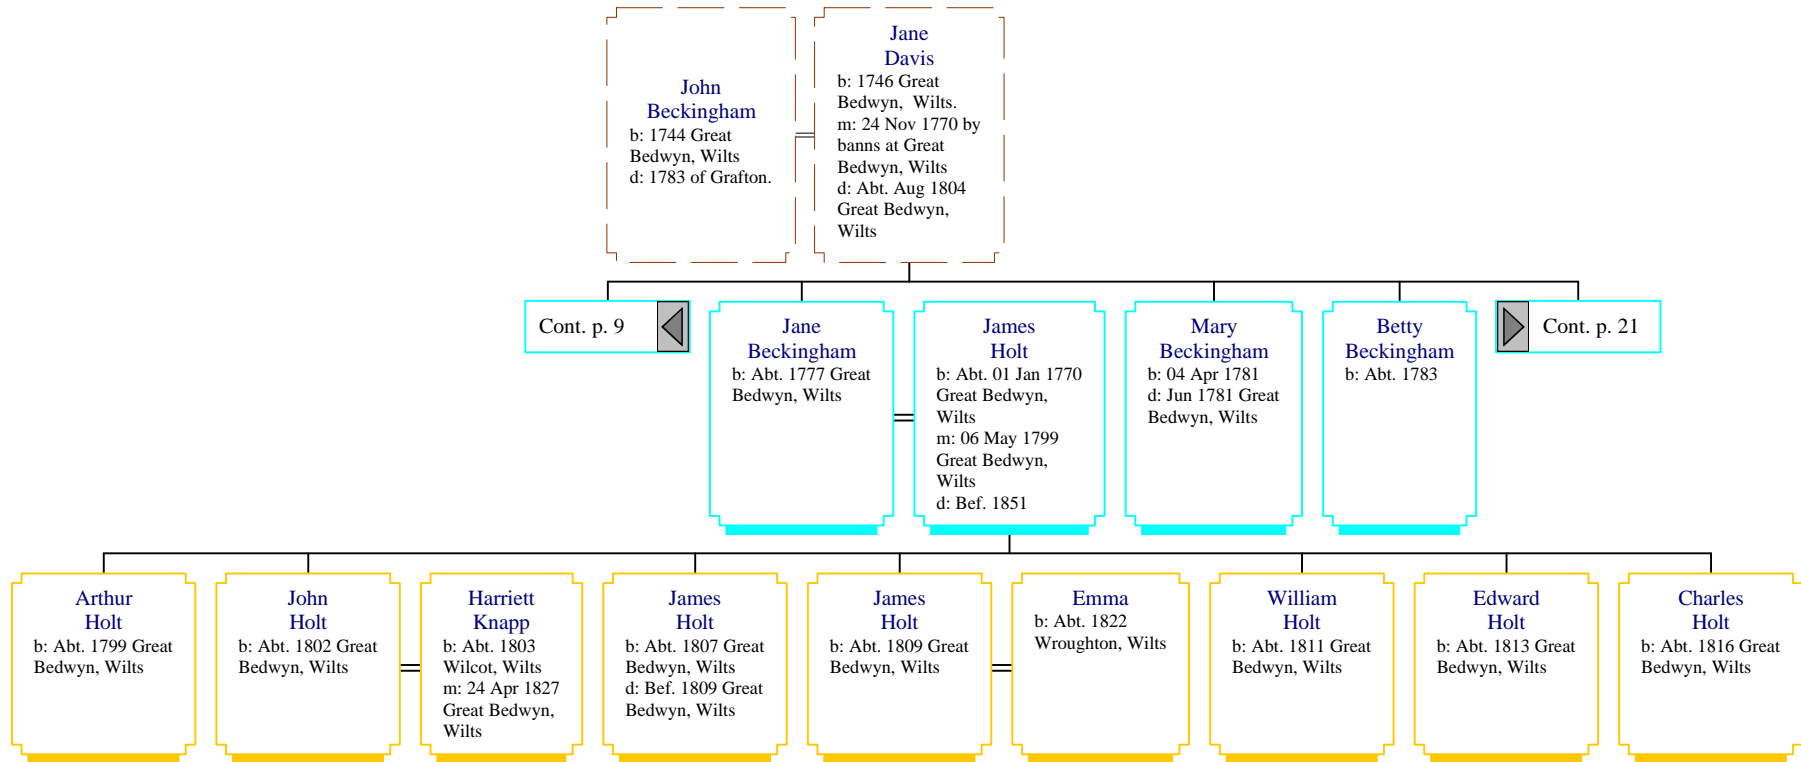 John
Beckingham
b: 1744 Great
Bedwyn, Wilts
d: 1783 of Grafton.
Jane
Davis
b: 1746 Great
Bedwyn, Wilts.
m: 24 Nov 1770 by
banns at Great
Bedwyn, Wilts
d: Abt. Aug 1804
Great Bedwyn,
Wilts
Cont. p. 9
Jane
Beckingham
b: Abt. 1777 Great
Bedwyn, Wilts
James
Holt
b: Abt. 01 Jan 1770
Great Bedwyn,
Wilts
m: 06 May 1799
Great Bedwyn,
Wilts
d: Bef. 1851
Mary
Beckingham
b: 04 Apr 1781
d: Jun 1781 Great
Bedwyn, Wilts
Betty
Beckingham
b: Abt. 1783
Cont. p. 21
Arthur
Holt
b: Abt. 1799 Great
Bedwyn, Wilts
John
Holt
b: Abt. 1802 Great
Bedwyn, Wilts
Harriett
Knapp
b: Abt. 1803
Wilcot, Wilts
m: 24 Apr 1827
Great Bedwyn,
Wilts
James
Holt
b: Abt. 1807 Great
Bedwyn, Wilts
d: Bef. 1809 Great
Bedwyn, Wilts
James
Holt
b: Abt. 1809 Great
Bedwyn, Wilts
Emma
b: Abt. 1822
Wroughton, Wilts
William
Holt
b: Abt. 1811 Great
Bedwyn, Wilts
Edward
Holt
b: Abt. 1813 Great
Bedwyn, Wilts
Charles
Holt
b: Abt. 1816 Great
Bedwyn, Wilts